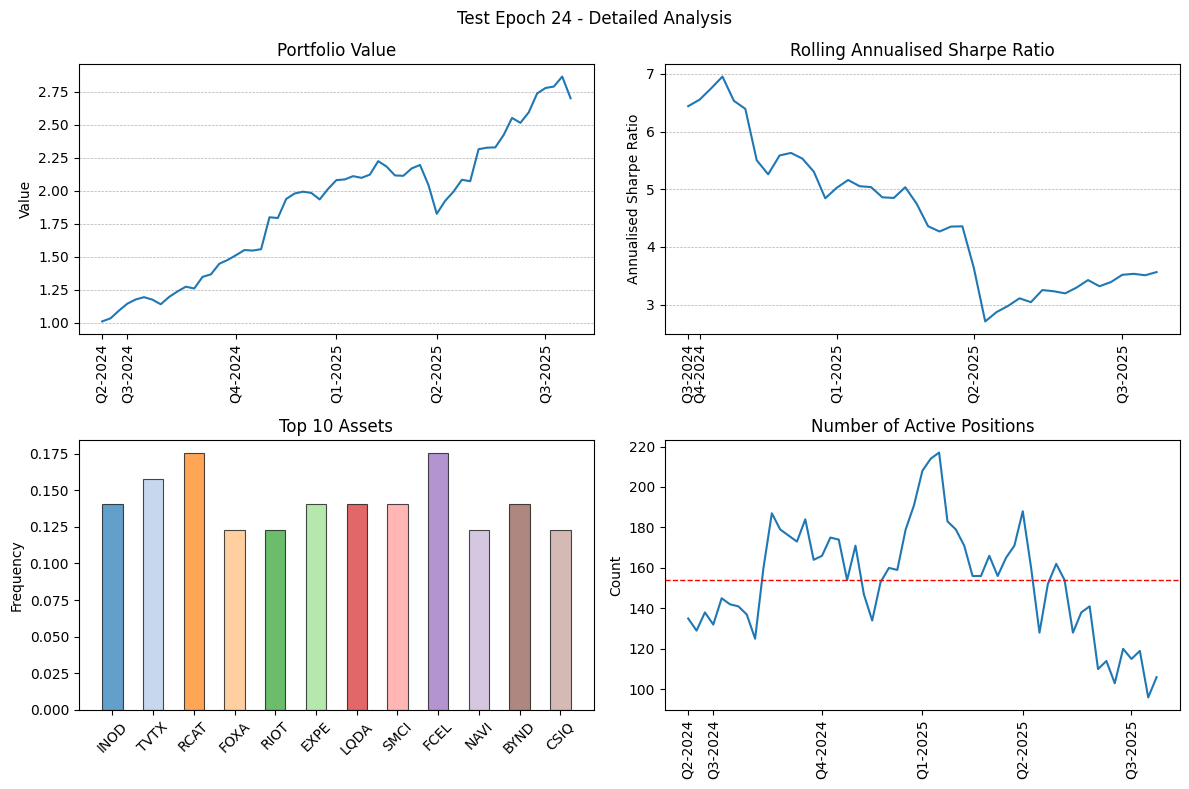 Test Epoch 24 - Detailed Analysis
Portfolio Value
Value
2.75
2.50
2.25
2.00
1.75
1.50
1.25
1.00
Q2-2024
Q3-2024
Q4-2024
Q1-2025
Q2-2025
Q3-2025
Rolling Annualised Sharpe Ratio
Annualised Sharpe Ratio
7
6
5
4
3
Q3-2024
Q4-2024
Q1-2025
Q2-2025
Q3-2025
Top 10 Assets
Frequency
0.175
0.150
0.125
0.100
0.075
0.050
0.025
0.000
INOD
TVTX
RCAT
FOXA
RIOT
EXPE
LQDA
SMCI
FCEL
NAVI
BYND
CSIQ
Number of Active Positions
Count
220
200
180
160
140
120
100
Q2-2024
Q3-2024
Q4-2024
Q1-2025
Q2-2025
Q3-2025